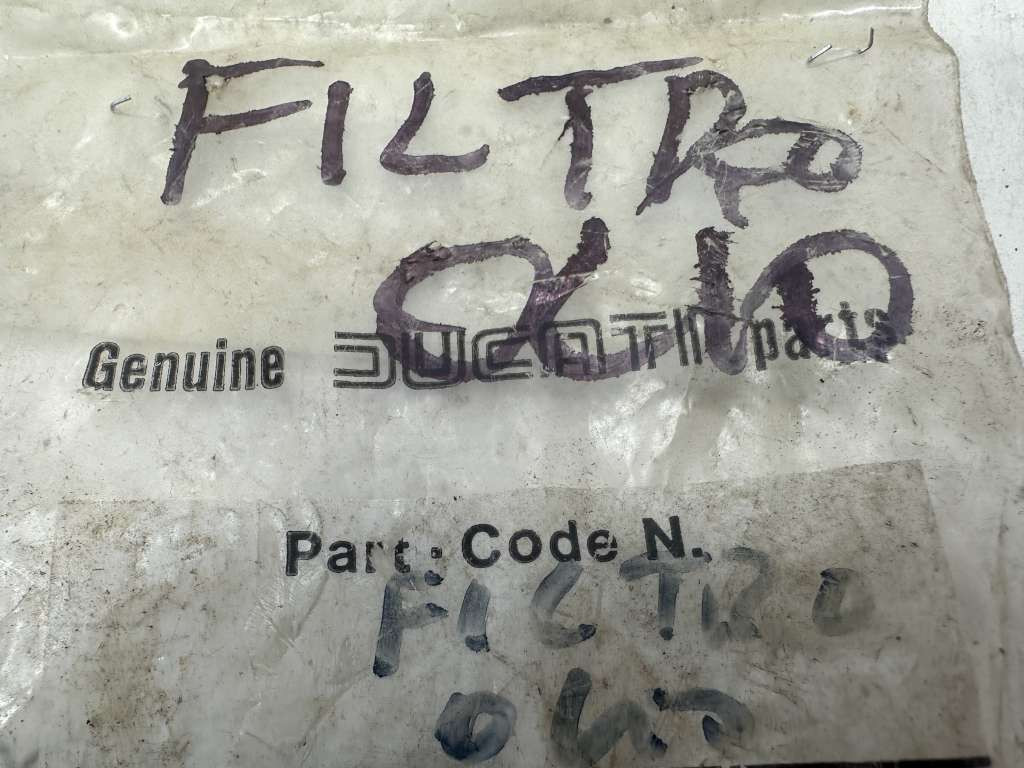 FILTRO
OLIO
Genuine DUCATI parts
Part. Code N.
FILTRO
OLIO